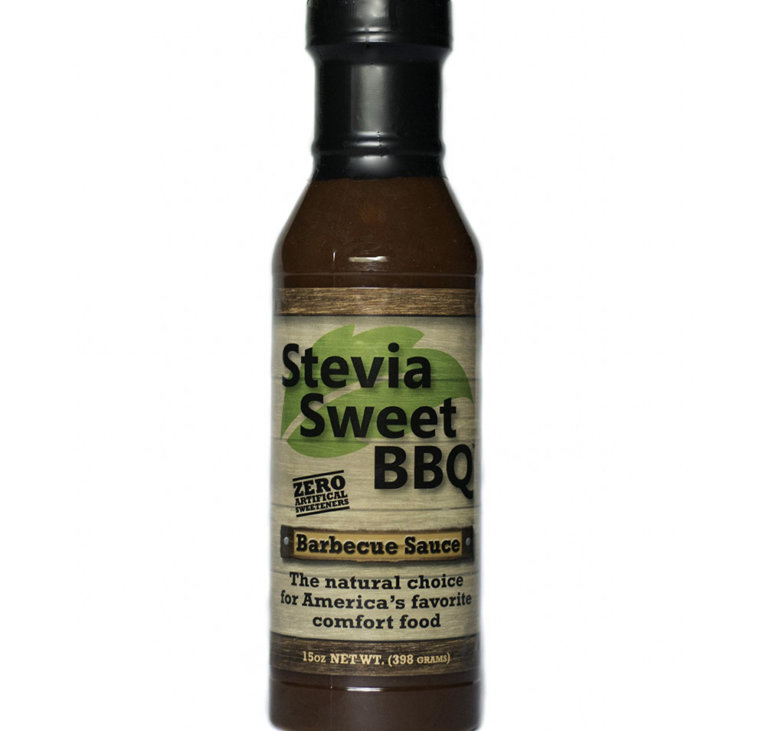 Stevia
Sweet
BBQ
ZERO
ARTIFICAL
SWEETENERS
Barbecue Sauce
The natural choice
for America's favorite
comfort food
15oz NET WT. (398 GRAMS)